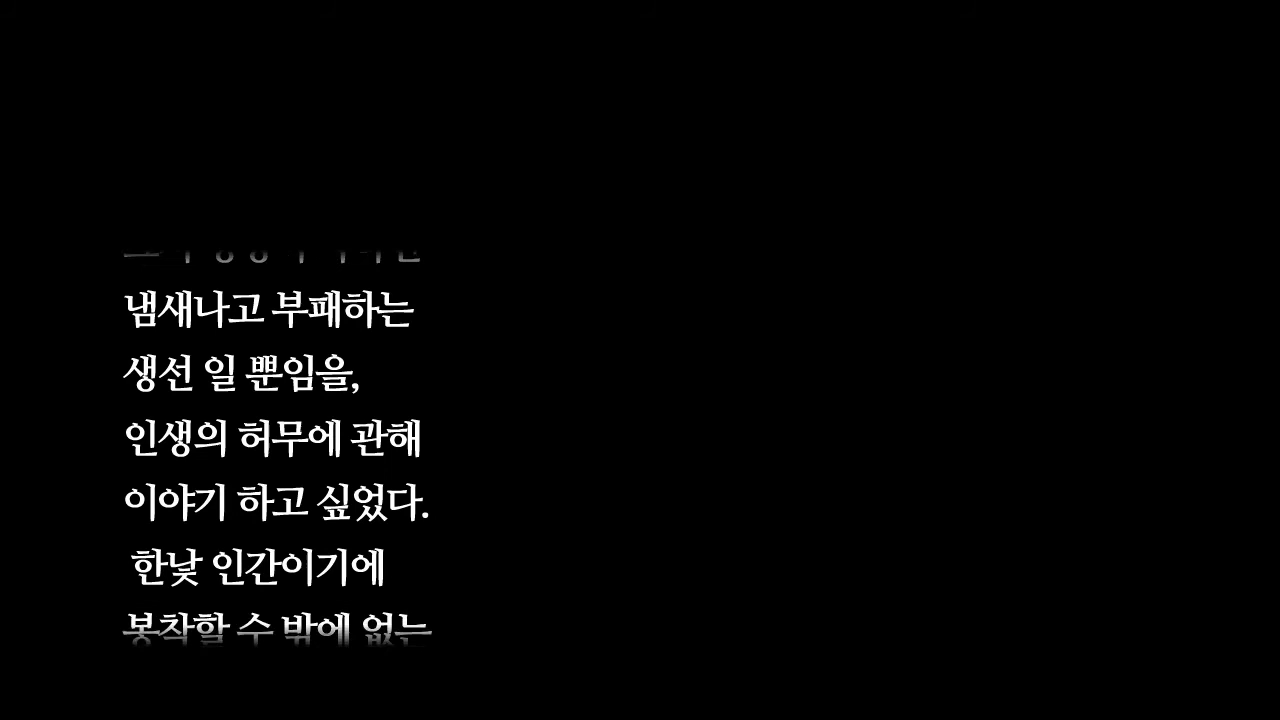 냄새나고 부패하는
생선 일 뿐임을,
인생의 허무에 관해
이야기 하고 싶었다.
한낯 인간이기에
봉착할 수 밖에 없는